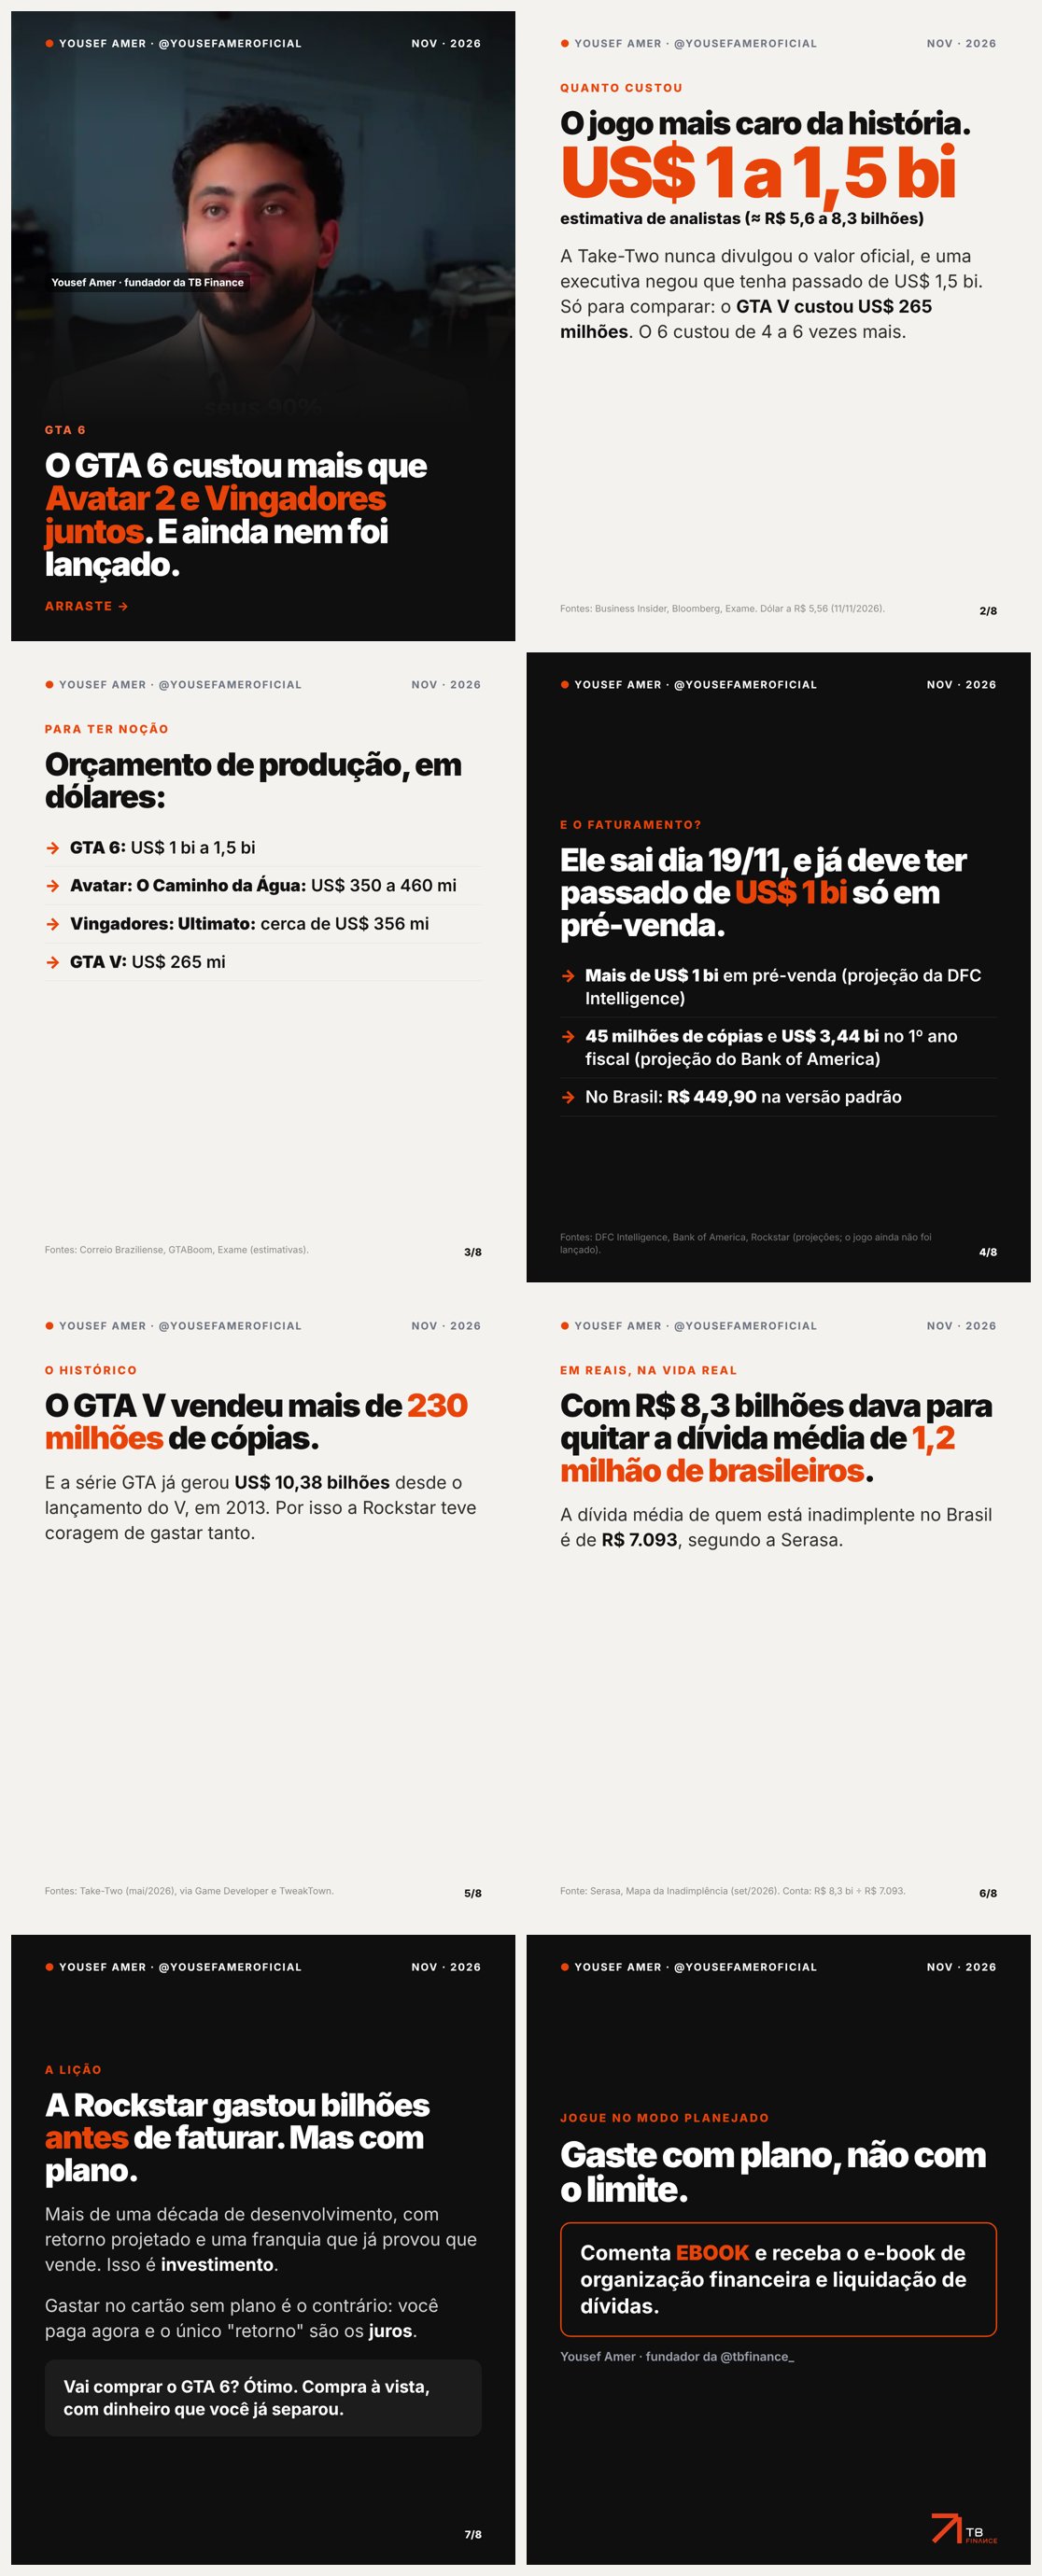 YOUSEF AMER · @YOUSEFAMEROFICIAL
NOV · 2026
Yousef Amer · fundador da TB Finance
seus 90%
GTA 6
O GTA 6 custou mais que
Avatar 2 e Vingadores
juntos. E ainda nem foi
lançado.
ARRASTE →
YOUSEF AMER · @YOUSEFAMEROFICIAL
NOV · 2026
QUANTO CUSTOU
O jogo mais caro da história.
US$ 1 a 1,5 bi
estimativa de analistas (≈ R$ 5,6 a 8,3 bilhões)
A Take-Two nunca divulgou o valor oficial, e uma
executiva negou que tenha passado de US$ 1,5 bi.
Só para comparar: o GTA V custou US$ 265
milhões. O 6 custou de 4 a 6 vezes mais.
Fontes: Business Insider, Bloomberg, Exame. Dólar a R$ 5,56 (11/11/2026).
2/8
YOUSEF AMER · @YOUSEFAMEROFICIAL
NOV · 2026
PARA TER NOÇÃO
Orçamento de produção, em
dólares:
→ GTA 6: US$ 1 bi a 1,5 bi
→ Avatar: O Caminho da Água: US$ 350 a 460 mi
→ Vingadores: Ultimato: cerca de US$ 356 mi
→ GTA V: US$ 265 mi
Fontes: Correio Braziliense, GTABoom, Exame (estimativas).
3/8
YOUSEF AMER · @YOUSEFAMEROFICIAL
NOV · 2026
E O FATURAMENTO?
Ele sai dia 19/11, e já deve ter
passado de US$ 1 bi só em
pré-venda.
→ Mais de US$ 1 bi em pré-venda (projeção da DFC
Intelligence)
→ 45 milhões de cópias e US$ 3,44 bi no 1º ano
fiscal (projeção do Bank of America)
→ No Brasil: R$ 449,90 na versão padrão
Fontes: DFC Intelligence, Bank of America, Rockstar (projeções; o jogo ainda não foi
lançado).
4/8
YOUSEF AMER · @YOUSEFAMEROFICIAL
NOV · 2026
O HISTÓRICO
O GTA V vendeu mais de 230
milhões de cópias.
E a série GTA já gerou US$ 10,38 bilhões desde o
lançamento do V, em 2013. Por isso a Rockstar teve
coragem de gastar tanto.
Fontes: Take-Two (mai/2026), via Game Developer e TweakTown.
5/8
YOUSEF AMER · @YOUSEFAMEROFICIAL
NOV · 2026
EM REAIS, NA VIDA REAL
Com R$ 8,3 bilhões dava para
quitar a dívida média de 1,2
milhão de brasileiros.
A dívida média de quem está inadimplente no Brasil
é de R$ 7.093, segundo a Serasa.
Fonte: Serasa, Mapa da Inadimplência (set/2026). Conta: R$ 8,3 bi ÷ R$ 7.093.
6/8
YOUSEF AMER · @YOUSEFAMEROFICIAL
NOV · 2026
A LIÇÃO
A Rockstar gastou bilhões
antes de faturar. Mas com
plano.
Mais de uma década de desenvolvimento, com
retorno projetado e uma franquia que já provou que
vende. Isso é investimento.
Gastar no cartão sem plano é o contrário: você
paga agora e o único "retorno" são os juros.
Vai comprar o GTA 6? Ótimo. Compra à vista,
com dinheiro que você já separou.
7/8
YOUSEF AMER · @YOUSEFAMEROFICIAL
NOV · 2026
JOGUE NO MODO PLANEJADO
Gaste com plano, não com
o limite.
Comenta EBOOK e receba o e-book de
organização financeira e liquidação de
dívidas.
Yousef Amer · fundador da @tbfinance_
TB
FINANCE